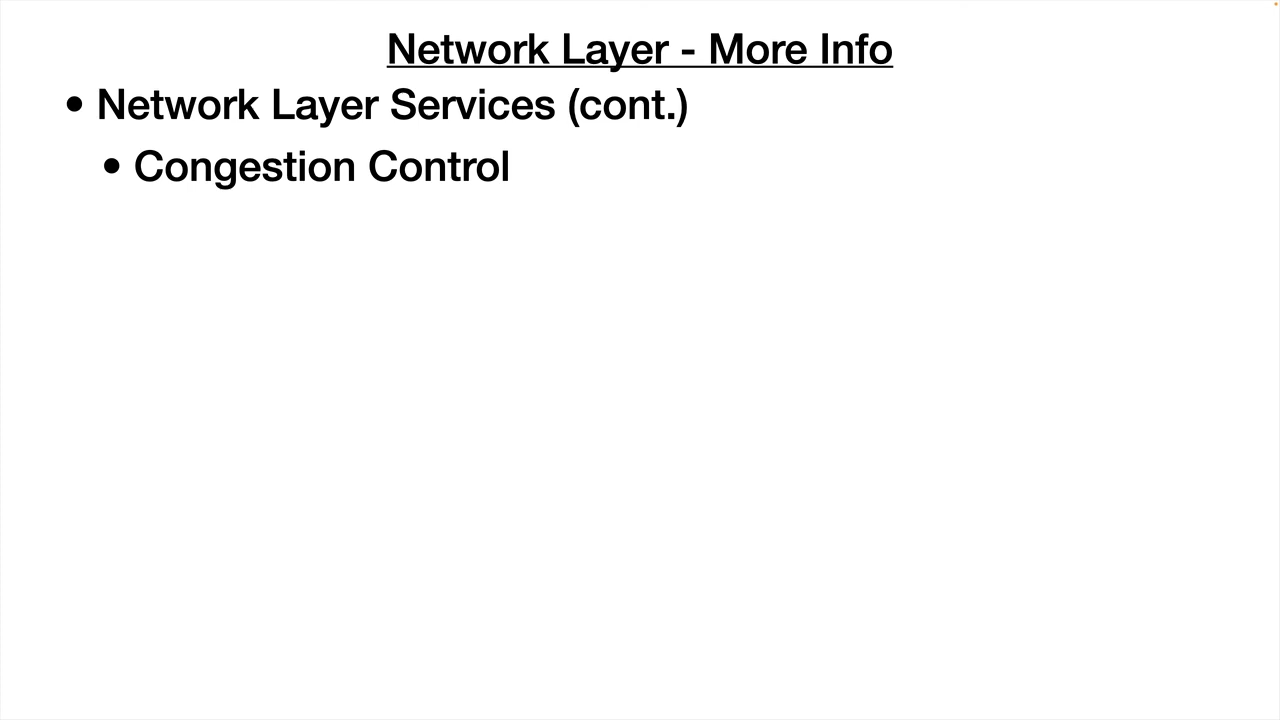 Network Layer - More Info
• Network Layer Services (cont.)
• Congestion Control